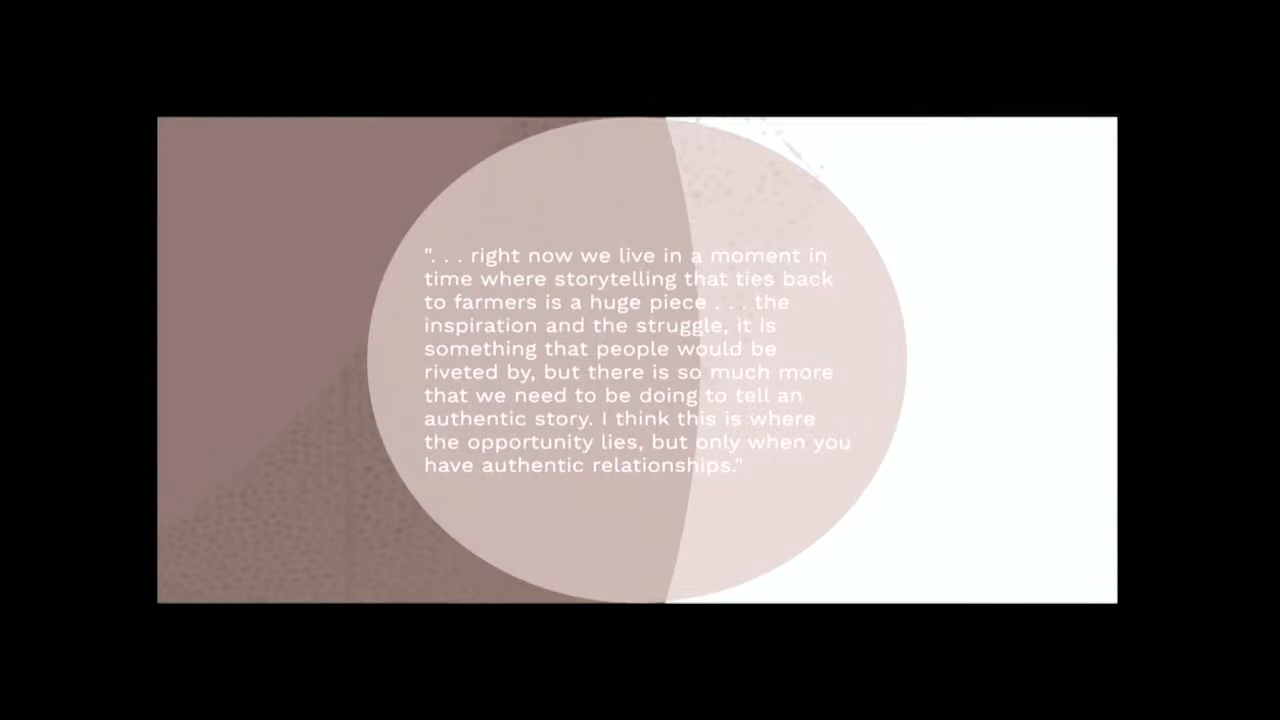 ". . . right now we live in a moment in
time where storytelling that ties back
to farmers is a huge piece . . . the
inspiration and the struggle, it is
something that people would be
riveted by, but there is so much more
that we need to be doing to tell an
authentic story. I think this is where
the opportunity lies, but only when you
have authentic relationships."